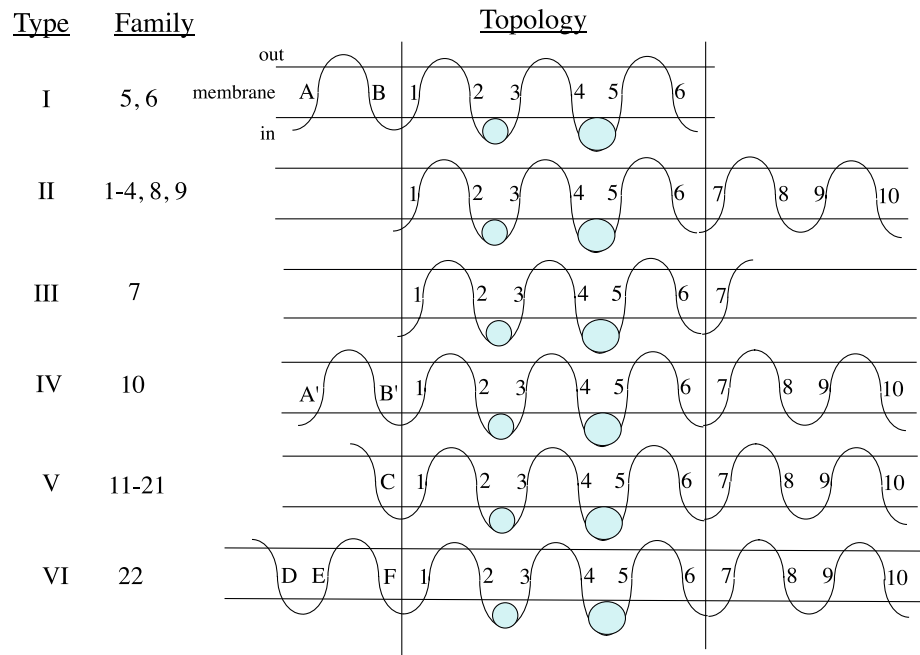 Type Family Topology
out
I 5, 6 membrane A B 1 2 3 4 5 6
in
II 1-4, 8, 9 1 2 3 4 5 6 7 8 9 10
III 7 1 2 3 4 5 6 7
IV 10 A' B' 1 2 3 4 5 6 7 8 9 10
V 11-21 C 1 2 3 4 5 6 7 8 9 10
VI 22 D E F 1 2 3 4 5 6 7 8 9 10